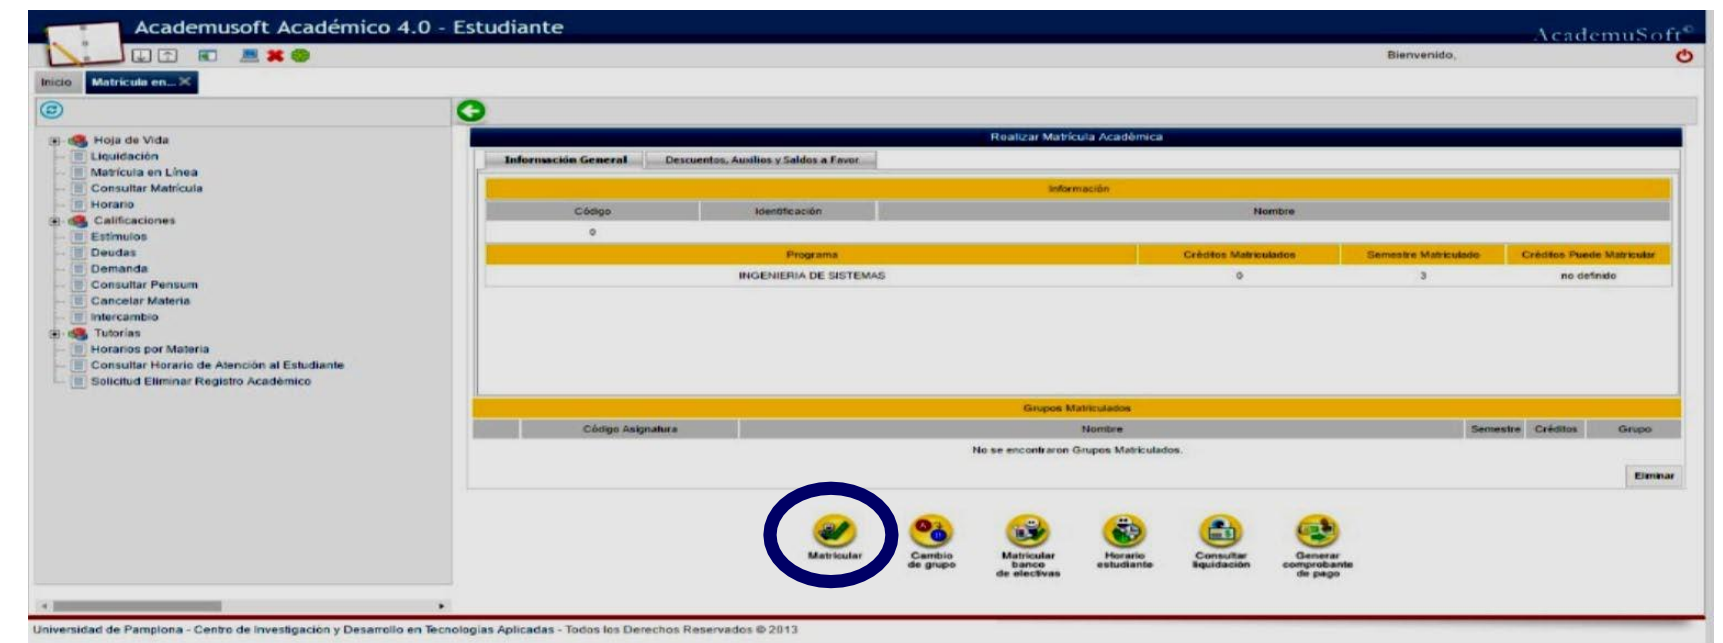 Academusoft Académico 4.0 - Estudiante
AcademuSoft©
Bienvenido,
Inicio
Matrícula en...
Hoja de Vida
Liquidación
Matrícula en Línea
Consultar Matrícula
Horario
Calificaciones
Estímulos
Deudas
Demanda
Consultar Pensum
Cancelar Materia
Intercambio
Tutorías
Horarios por Materia
Consultar Horario de Atención al Estudiante
Solicitud Eliminar Registro Académico
Realizar Matrícula Académica
Información General Descuentos, Auxilios y Saldos a Favor
Información
Código Identificación Nombre
0
Programa Créditos Matriculados Semestre Matriculado Créditos Puede Matricular
INGENIERIA DE SISTEMAS 0 3 no definido
Grupos Matriculados
Código Asignatura Nombre Semestre Créditos Grupo
No se encontraron Grupos Matriculados.
Eliminar
Matricular
Cambio
de grupo
Matricular
banco
de electivas
Horario
estudiante
Consultar
liquidación
Generar
comprobante
de pago
Universidad de Pamplona - Centro de Investigación y Desarrollo en Tecnologías Aplicadas - Todos los Derechos Reservados © 2013